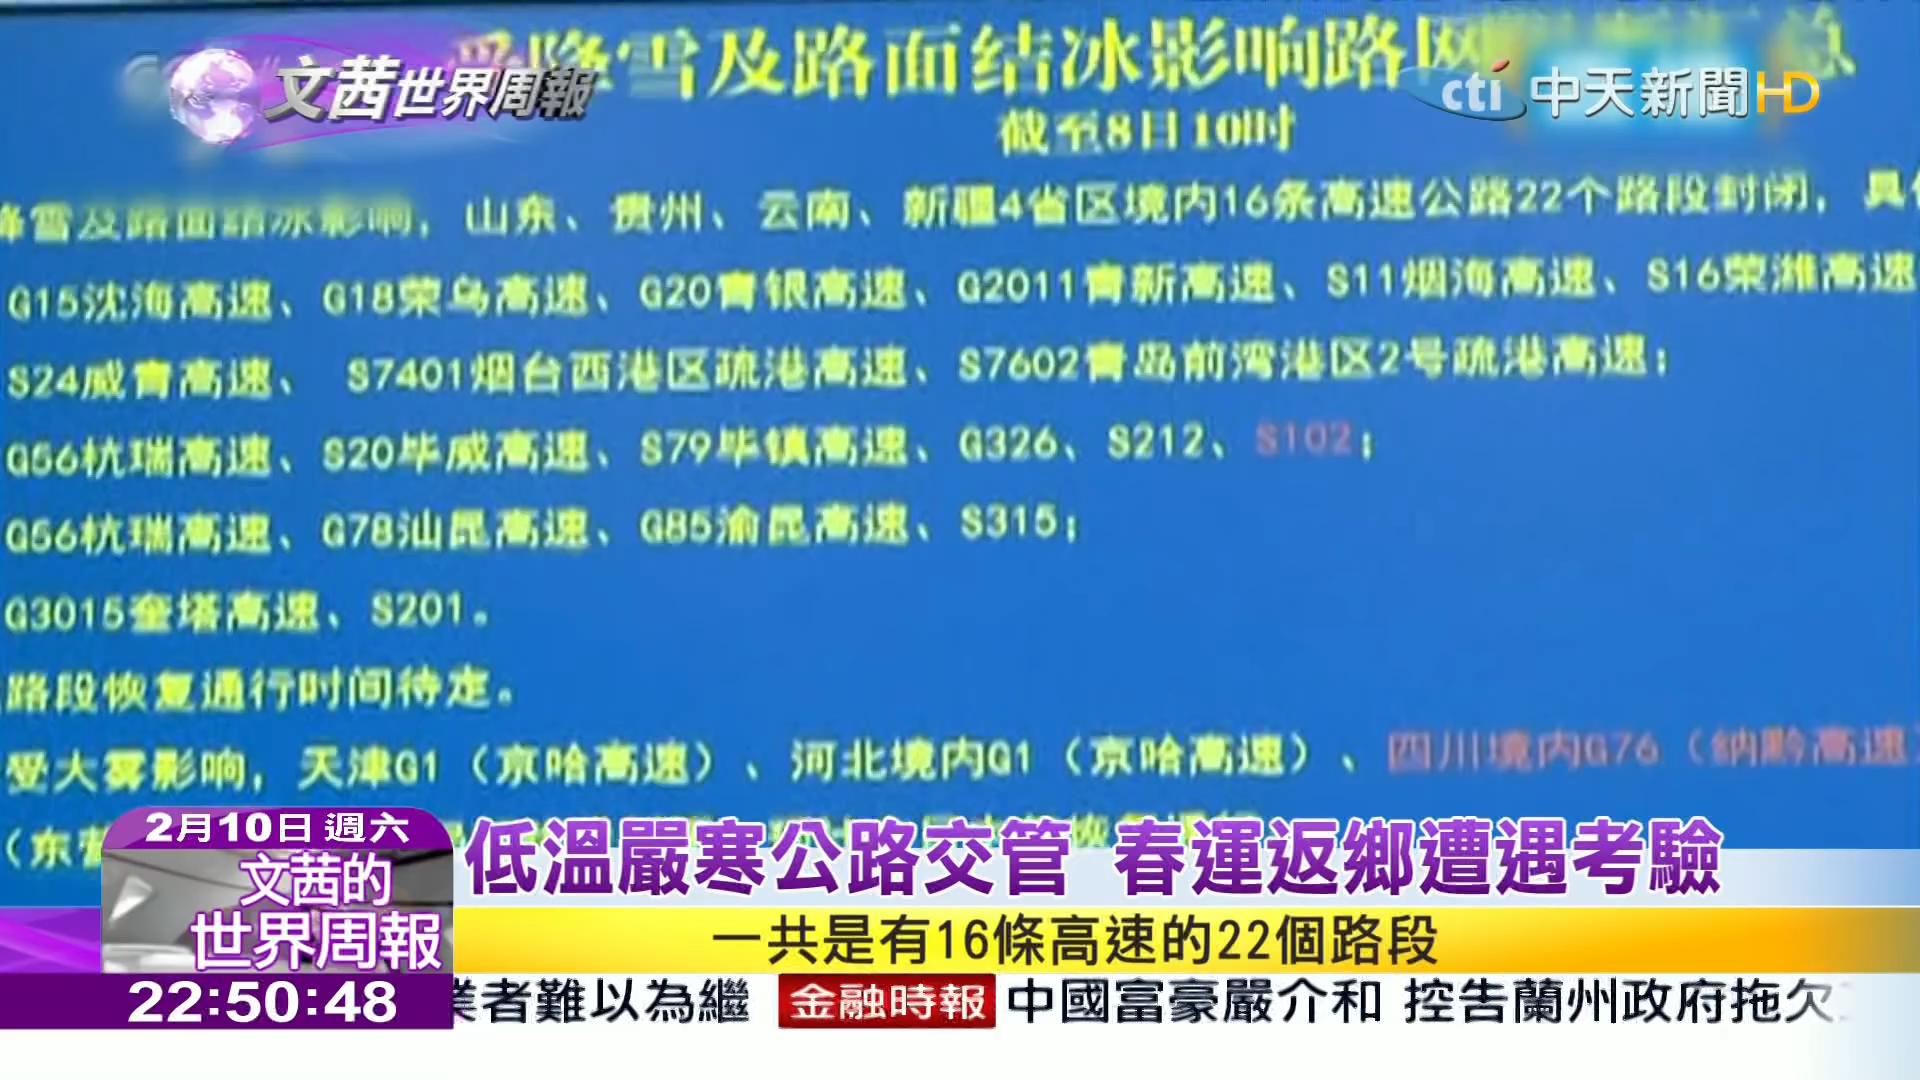 受降雪及路面结冰影响路网
总
文茜世界周報
cti 中天新聞HD
截至8日10时
降雪及路面结冰影响，山东、贵州、云南、新疆4省区境内16条高速公路22个路段封闭，具
G15沈海高速、G18荣乌高速、G20青银高速、G2011青新高速、S11烟海高速、S16荣潍高速
S24威青高速、 S7401烟台西港区疏港高速、S7602青岛前湾港区2号疏港高速；
G56杭瑞高速、S20毕威高速、S79毕镇高速、G326、S212、S102；
G56杭瑞高速、G78汕昆高速、G85渝昆高速、S315；
G3015奎塔高速、S201。
路段恢复通行时间待定。
受大雾影响，天津G1（京哈高速）、河北境内G1（京哈高速）、四川境内G76（纳黔高速）
（东营
2月10日 週六
文茜的
世界周報
低溫嚴寒公路交管 春運返鄉遭遇考驗
一共是有16條高速的22個路段
22:50:48
業者難以為繼 金融時報 中國富豪嚴介和 控告蘭州政府拖欠